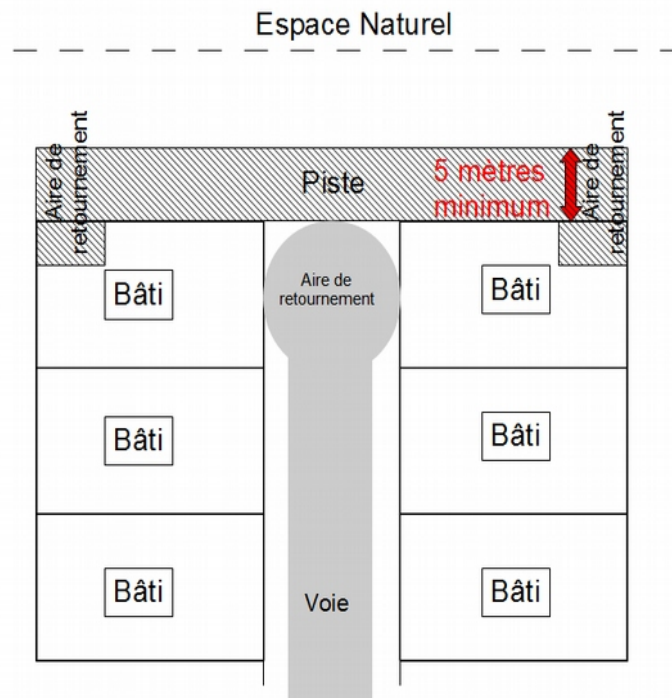 Espace Naturel
Aire de
retournement
Piste
5 mètres
minimum
Aire de
retournement
Aire de
retournement
Bâti
Bâti
Bâti
Bâti
Bâti
Voie
Bâti